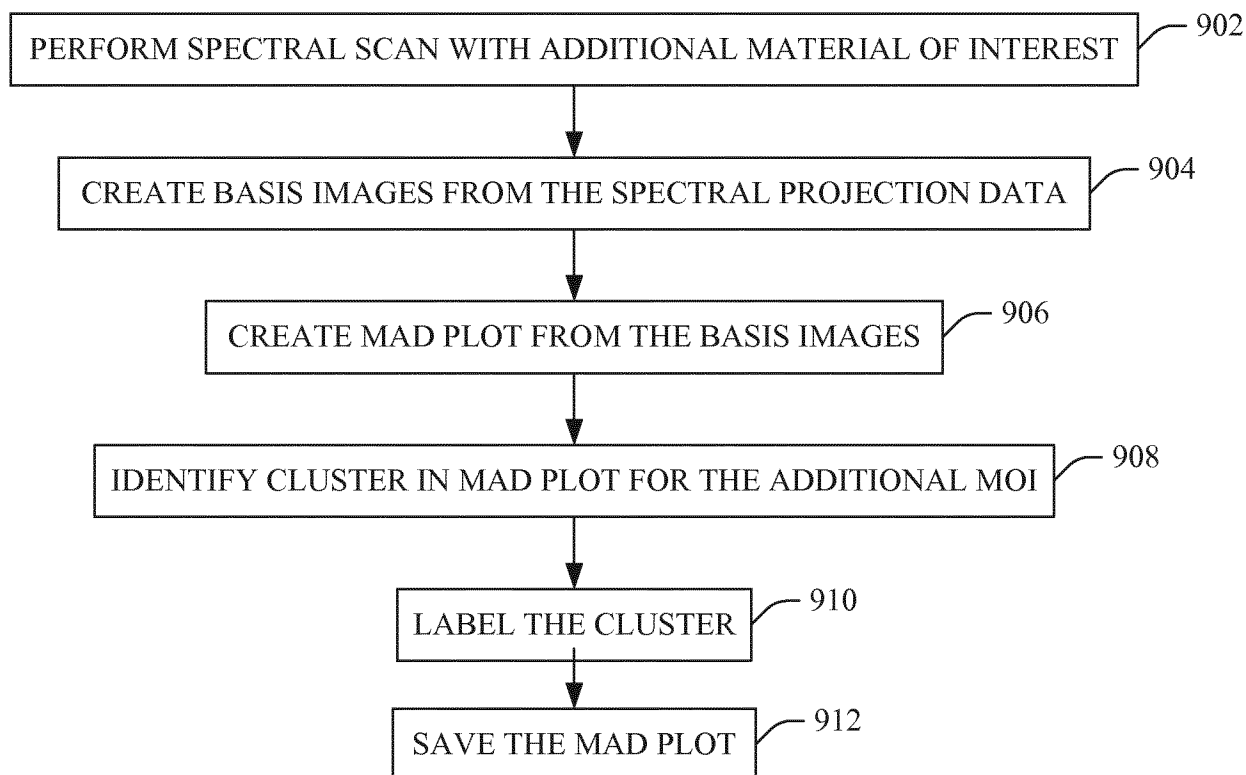 PERFORM SPECTRAL SCAN WITH ADDITIONAL MATERIAL OF INTEREST
902
CREATE BASIS IMAGES FROM THE SPECTRAL PROJECTION DATA
904
CREATE MAD PLOT FROM THE BASIS IMAGES
906
IDENTIFY CLUSTER IN MAD PLOT FOR THE ADDITIONAL MOI
908
LABEL THE CLUSTER
910
SAVE THE MAD PLOT
912